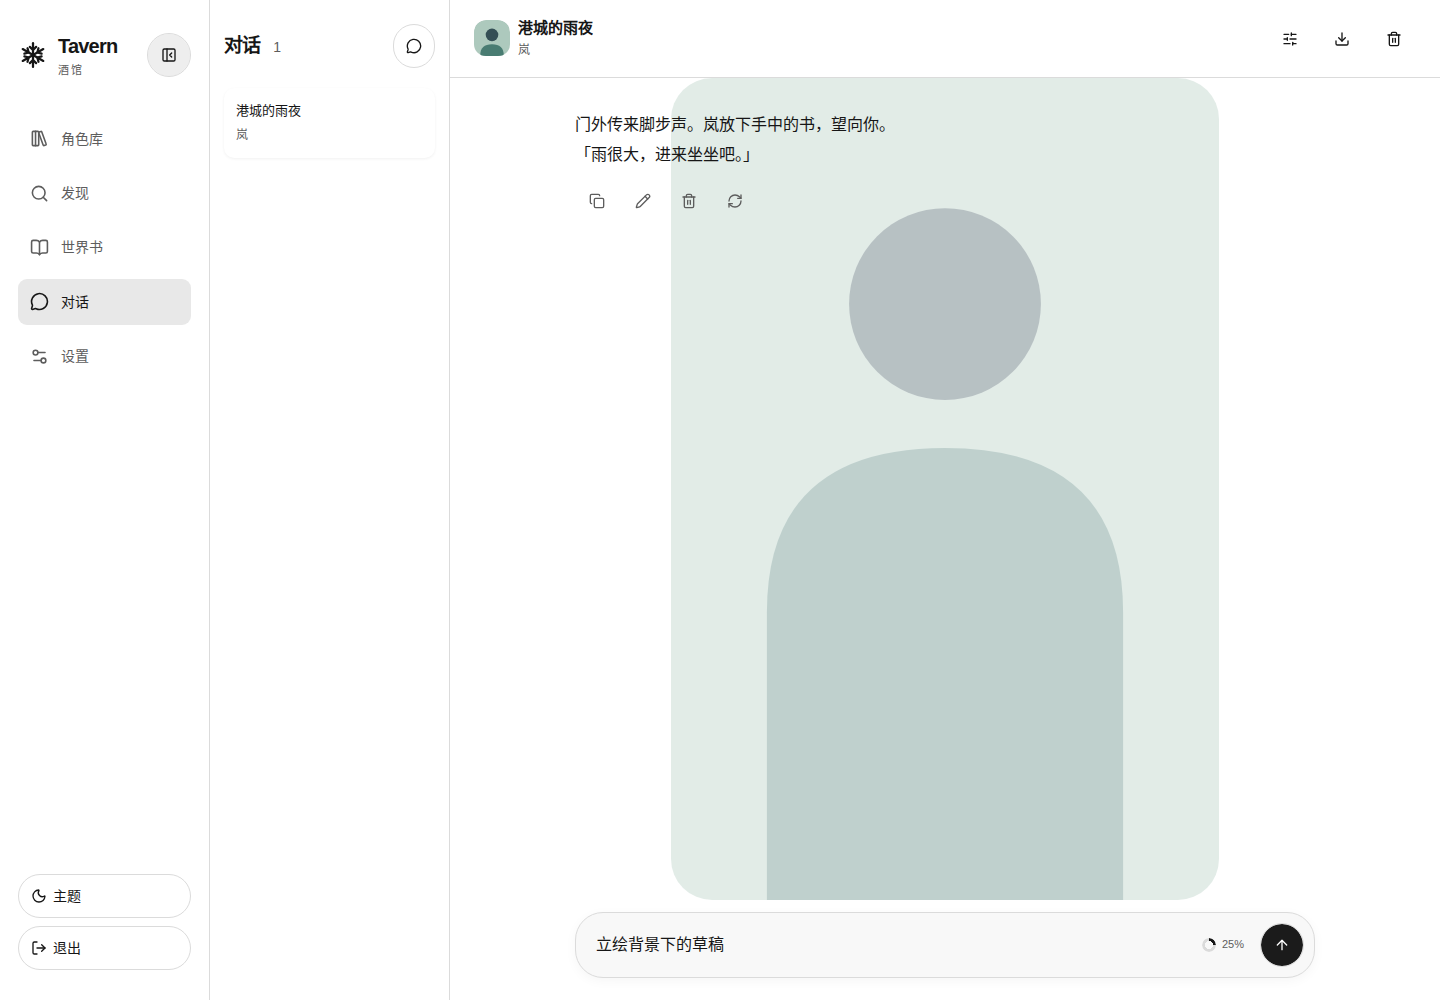 Tavern
酒馆
角色库
发现
世界书
对话
设置
主题
退出
对话 1
港城的雨夜
岚
港城的雨夜
岚
门外传来脚步声。岚放下手中的书，望向你。
「雨很大，进来坐坐吧。」
立绘背景下的草稿
25%